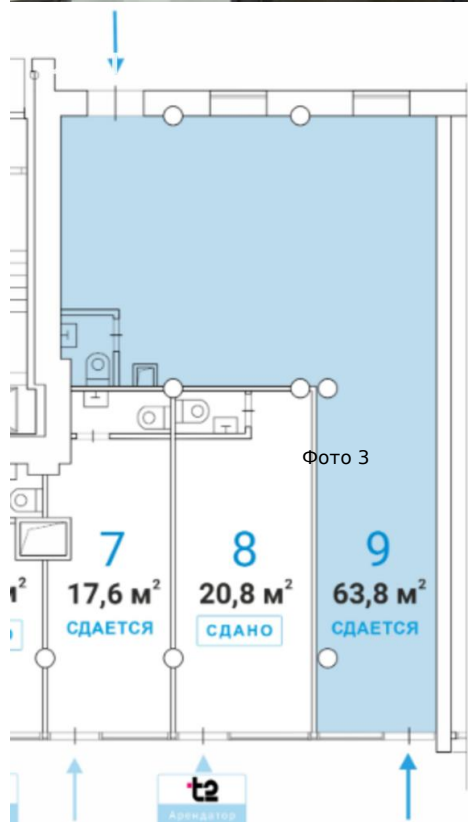 Фото 3
7
17,6 м²
СДАЕТСЯ
8
20,8 м²
СДАНО
9
63,8 м²
СДАЕТСЯ
t2
Арендатор